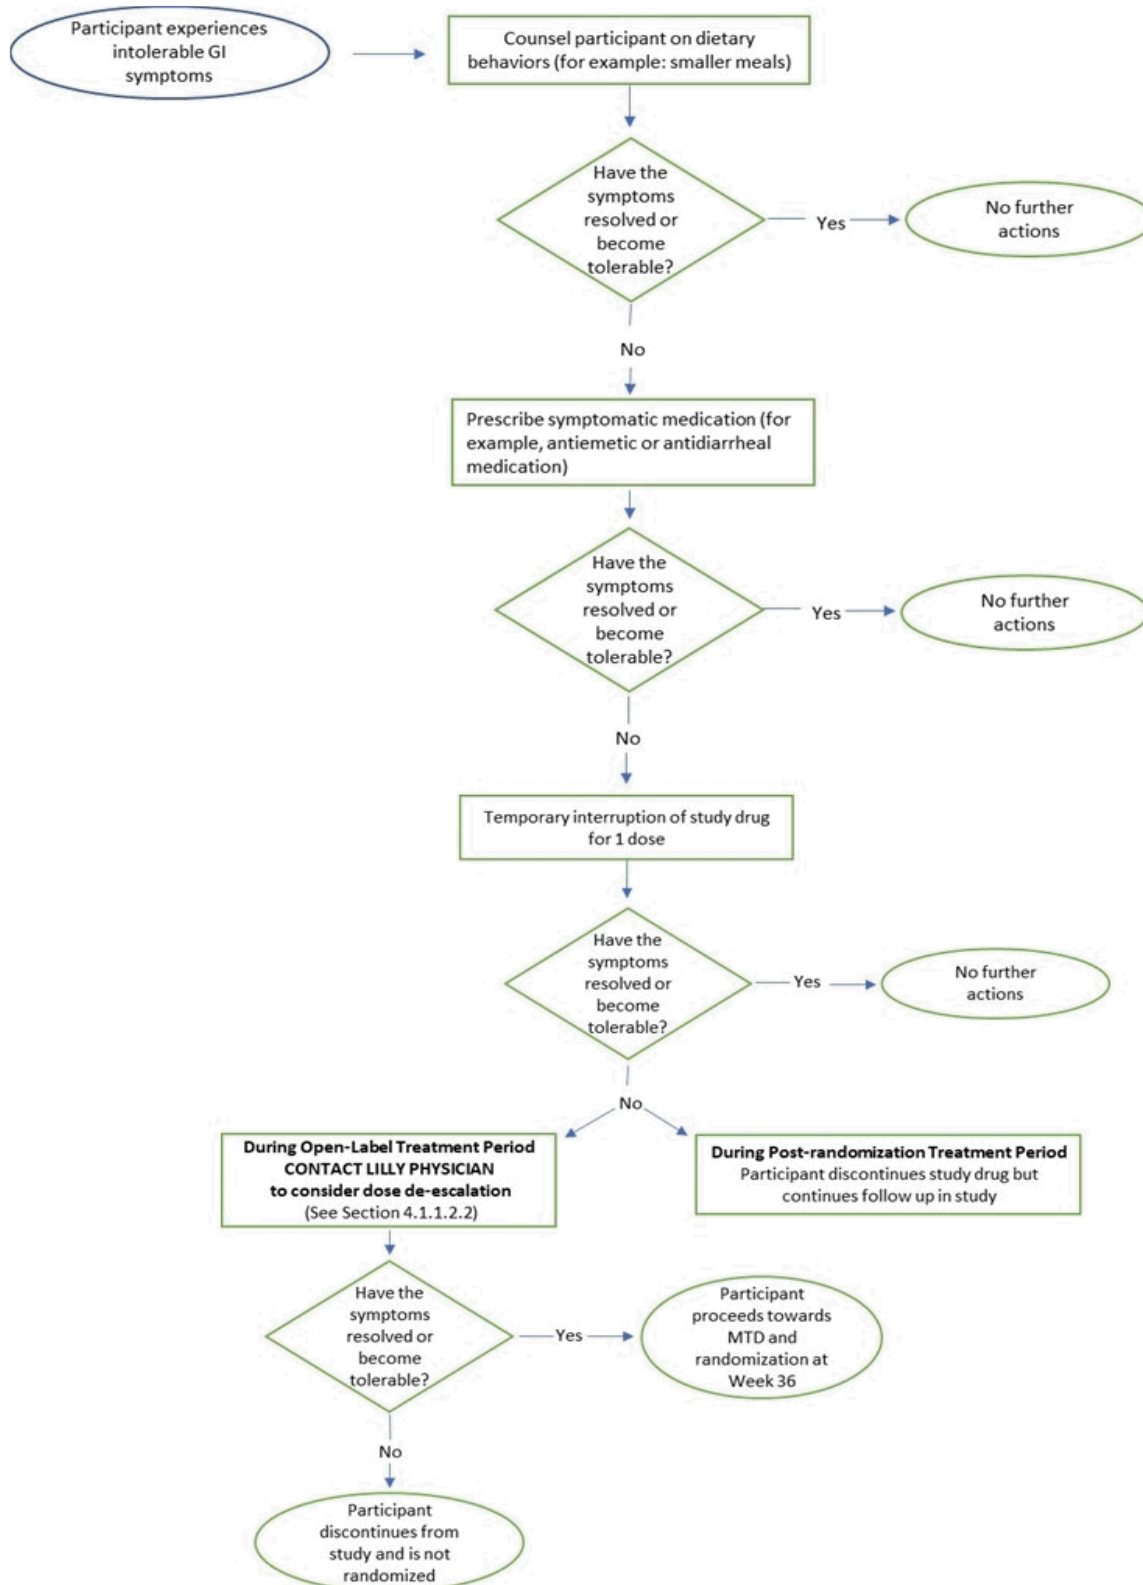 Participant experiences
intolerable GI
symptoms
Counsel participant on dietary
behaviors (for example: smaller meals)
Have the
symptoms
resolved or
become
tolerable?
Yes
No further
actions
No
Prescribe symptomatic medication (for
example, antiemetic or antidiarrheal
medication)
Have the
symptoms
resolved or
become
tolerable?
Yes
No further
actions
No
Temporary interruption of study drug
for 1 dose
Have the
symptoms
resolved or
become
tolerable?
Yes
No further
actions
No
During Open-Label Treatment Period
CONTACT LILLY PHYSICIAN
to consider dose de-escalation
(See Section 4.1.1.2.2)
During Post-randomization Treatment Period
Participant discontinues study drug but
continues follow up in study
Have the
symptoms
resolved or
become
tolerable?
Yes
Participant
proceeds towards
MTD and
randomization at
Week 36
No
Participant
discontinues from
study and is not
randomized